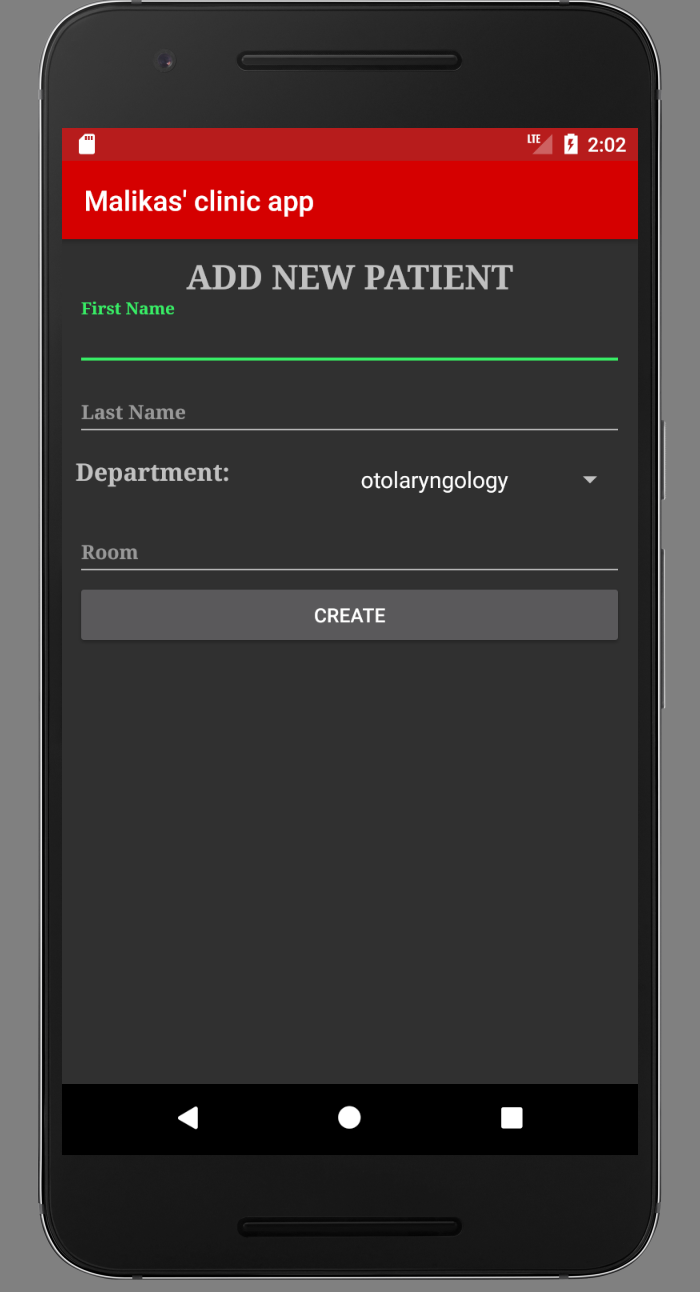 LTE 2:02
Malikas' clinic app
ADD NEW PATIENT
First Name
Last Name
Department: otolaryngology
Room
CREATE